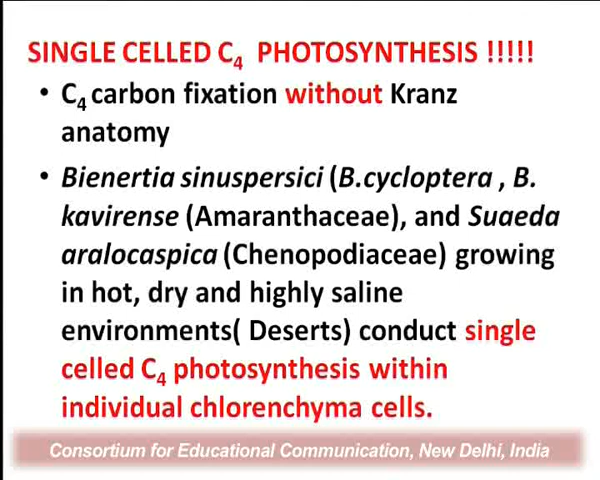 SINGLE CELLED C₄ PHOTOSYNTHESIS !!!!!
• C₄ carbon fixation without Kranz
anatomy
• Bienertia sinuspersici (B.cycloptera , B.
kavirense (Amaranthaceae), and Suaeda
aralocaspica (Chenopodiaceae) growing
in hot, dry and highly saline
environments( Deserts) conduct single
celled C₄ photosynthesis within
individual chlorenchyma cells.
Consortium for Educational Communication, New Delhi, India